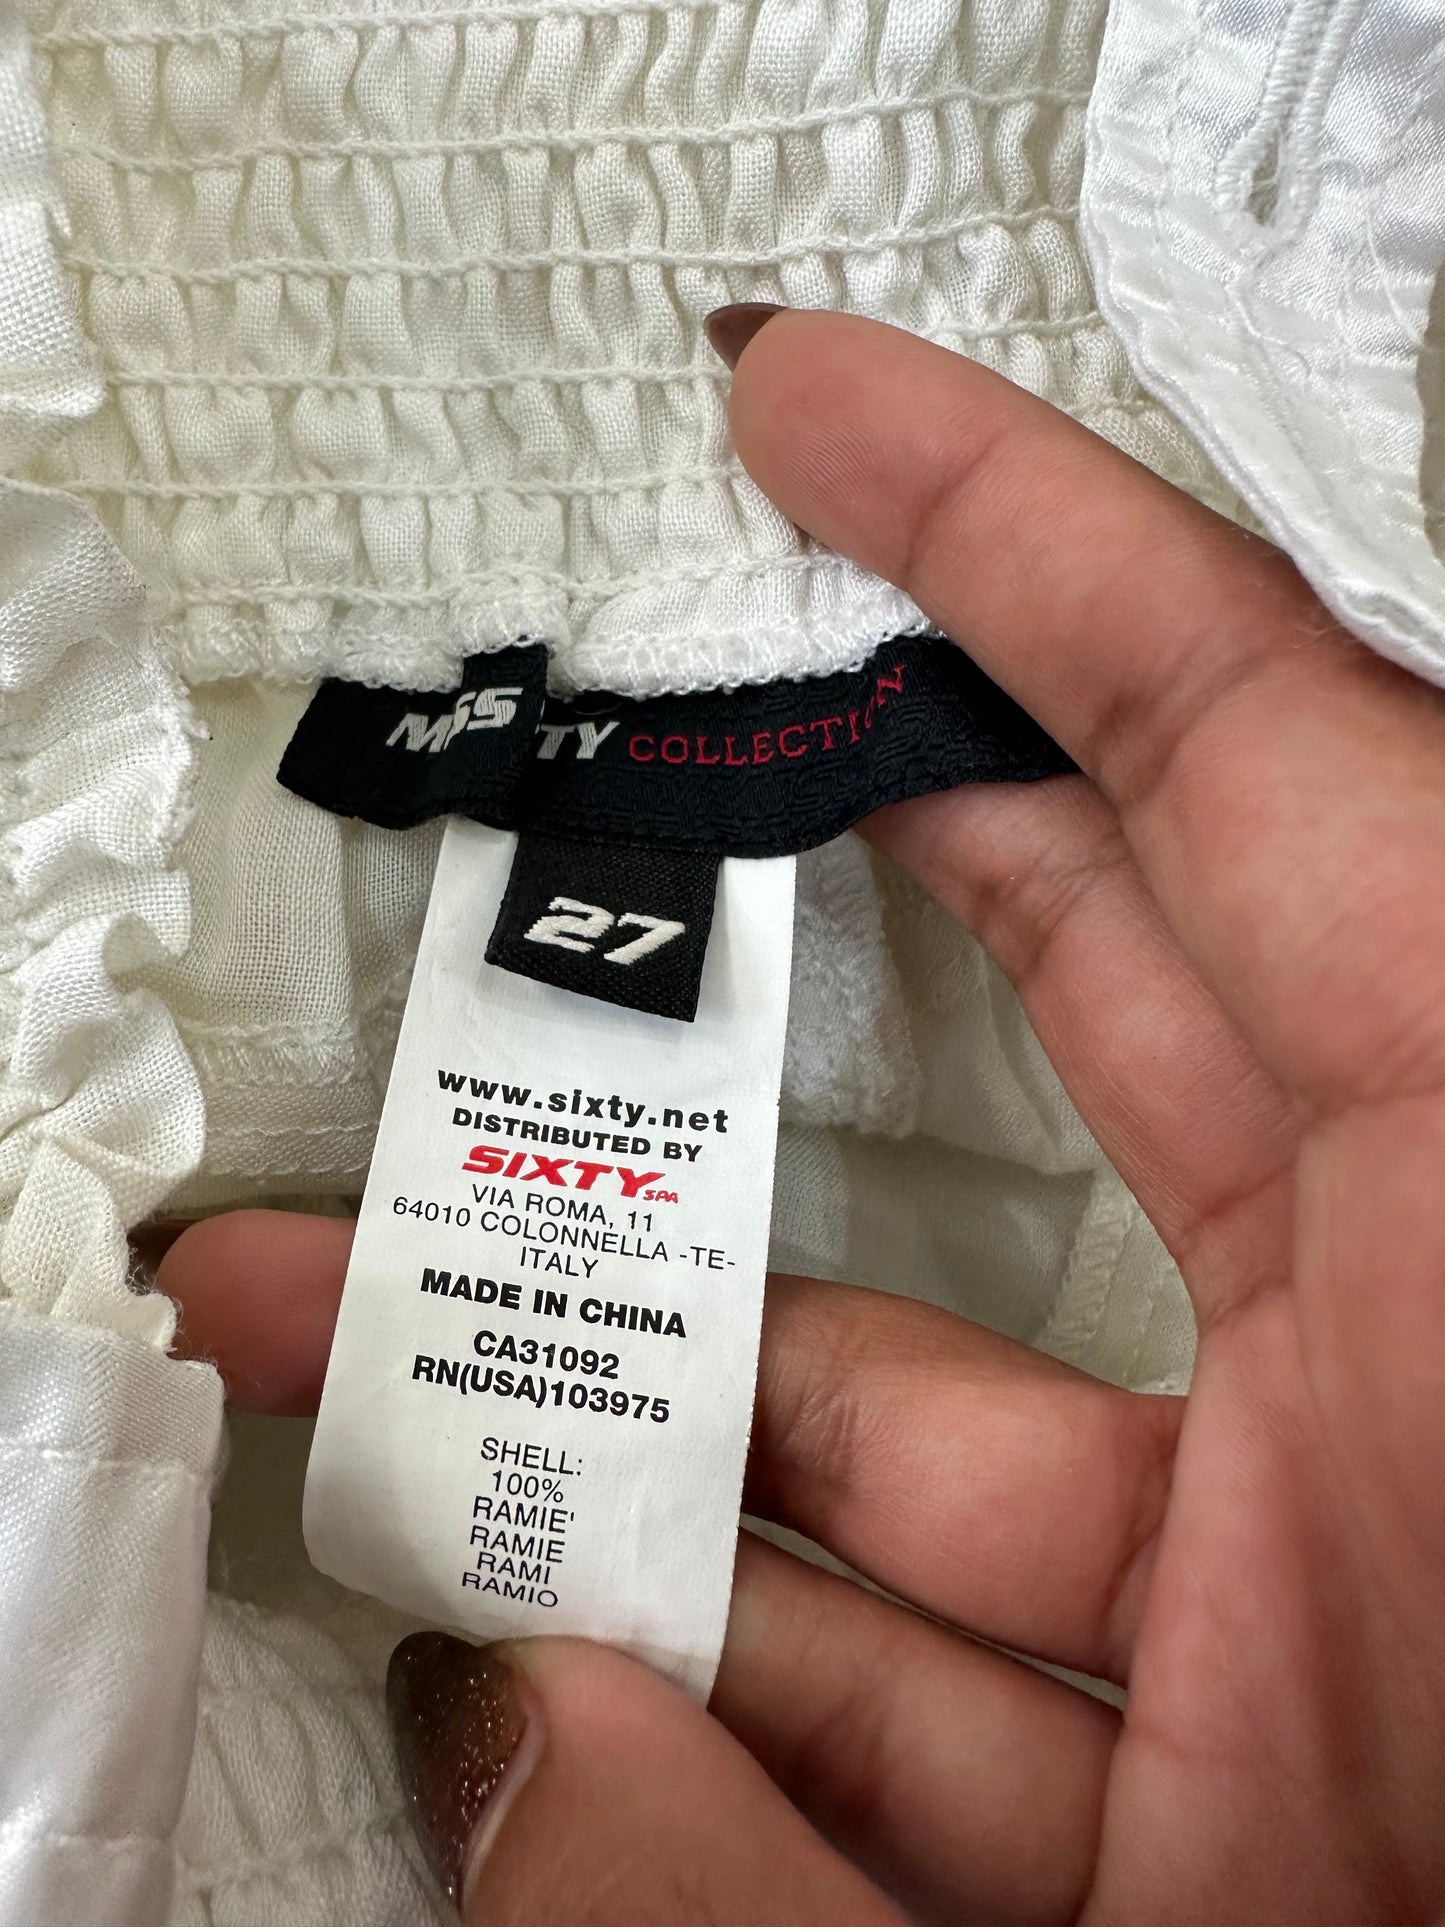 COLLECTION
27
www.sixty.net
DISTRIBUTED BY
SIXTY SPA
VIA ROMA, 11
64010 COLONNELLA -TE-
ITALY
MADE IN CHINA
CA31092
RN(USA)103975
SHELL:
100%
RAMIE'
RAMIE
RAMI
RAMIO